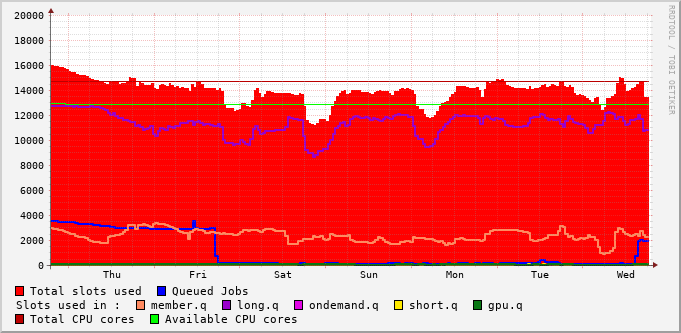 20000
18000
16000
14000
12000
10000
8000
6000
4000
2000
0
Thu Fri Sat Sun Mon Tue Wed
RRDTOOL / TOBI OETIKER
Total slots used Queued Jobs
Slots used in : member.q long.q ondemand.q short.q gpu.q
Total CPU cores Available CPU cores